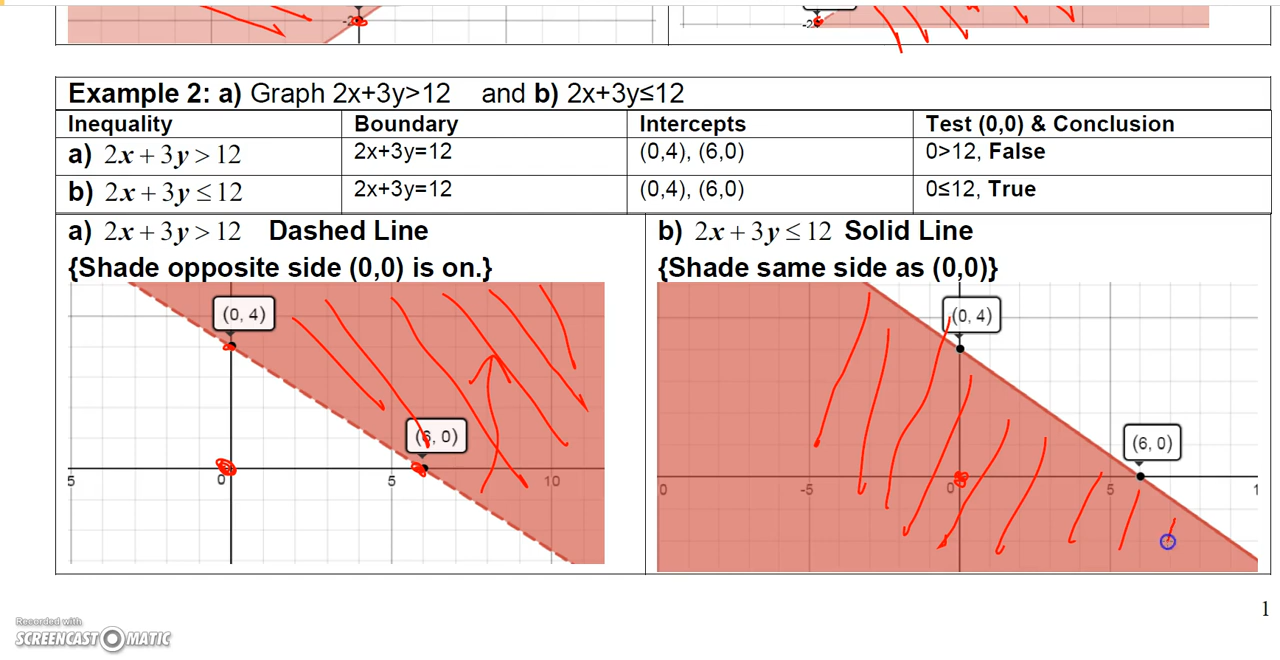 -2
-2
Example 2: a) Graph 2x+3y>12 and b) 2x+3y≤12
Inequality Boundary Intercepts Test (0,0) & Conclusion
a) 2x + 3y > 12 2x+3y=12 (0,4), (6,0) 0>12, False
b) 2x + 3y ≤ 12 2x+3y=12 (0,4), (6,0) 0≤12, True
a) 2x + 3y > 12 Dashed Line
{Shade opposite side (0,0) is on.}
(0, 4)
(6, 0)
5 0 5 10
b) 2x + 3y ≤ 12 Solid Line
{Shade same side as (0,0)}
(0, 4)
(6, 0)
0 -5 0 5 1
1
Recorded with
SCREENCAST-O-MATIC